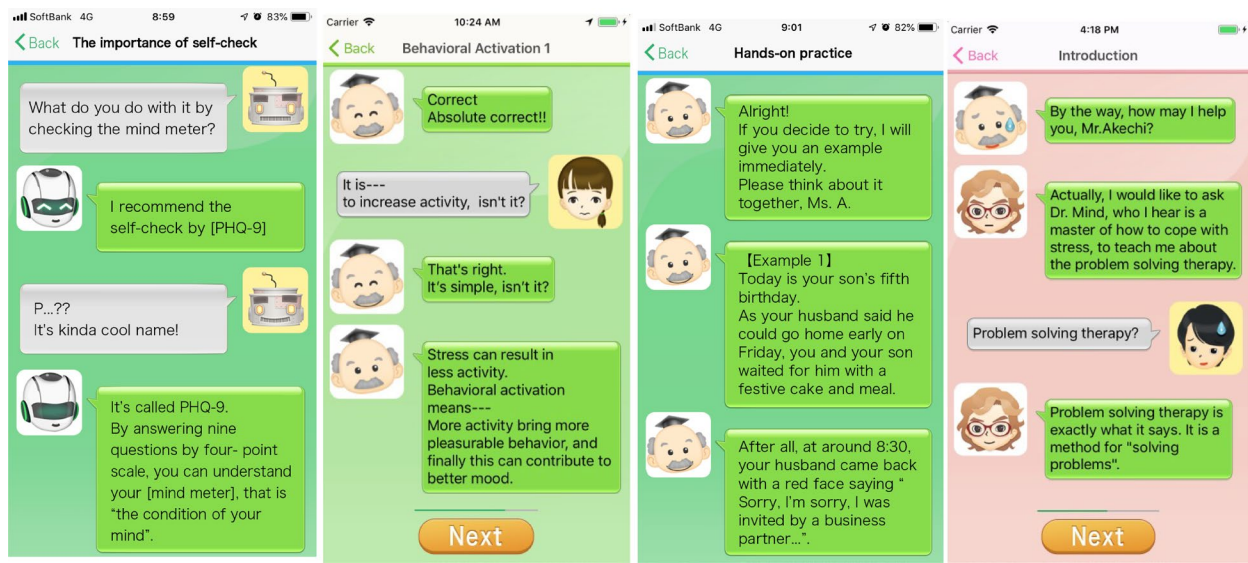 SoftBank 4G 8:59 83%
Back The importance of self-check
What do you do with it by
checking the mind meter?
I recommend the
self-check by [PHQ-9]
P...??
It's kinda cool name!
It's called PHQ-9.
By answering nine
questions by four- point
scale, you can understand
your [mind meter], that is
“the condition of your
mind”.
Carrier 10:24 AM
Back Behavioral Activation 1
Correct
Absolute correct!!
It is---
to increase activity, isn't it?
That's right.
It's simple, isn't it?
Stress can result in
less activity.
Behavioral activation
means---
More activity bring more
pleasurable behavior, and
finally this can contribute to
better mood.
Next
SoftBank 4G 9:01 82%
Back Hands-on practice
Alright!
If you decide to try, I will
give you an example
immediately.
Please think about it
together, Ms. A.
【Example 1】
Today is your son's fifth
birthday.
As your husband said he
could go home early on
Friday, you and your son
waited for him with a
festive cake and meal.
After all, at around 8:30,
your husband came back
with a red face saying “
Sorry, I'm sorry, I was
invited by a business
partner...”.
Carrier 4:18 PM
Back Introduction
By the way, how may I help
you, Mr.Akechi?
Actually, I would like to ask
Dr. Mind, who I hear is a
master of how to cope with
stress, to teach me about
the problem solving therapy.
Problem solving therapy?
Problem solving therapy is
exactly what it says. It is a
method for "solving
problems".
Next